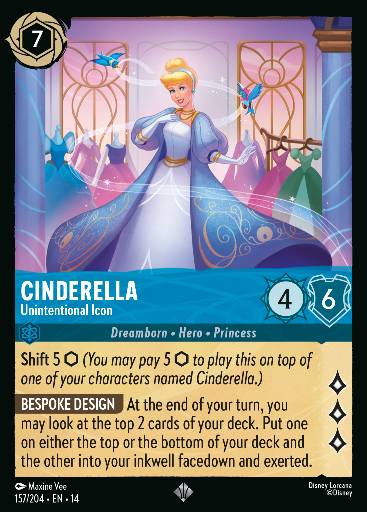 7
CINDERELLA
Unintentional Icon
4
6
Dreamborn • Hero • Princess
Shift 5 ⬡ (You may pay 5 ⬡ to play this on top of
one of your characters named Cinderella.)
BESPOKE DESIGN At the end of your turn, you
may look at the top 2 cards of your deck. Put one
on either the top or the bottom of your deck and
the other into your inkwell facedown and exerted.
Maxine Vee
157/204 • EN • 14
Disney Lorcana
©Disney